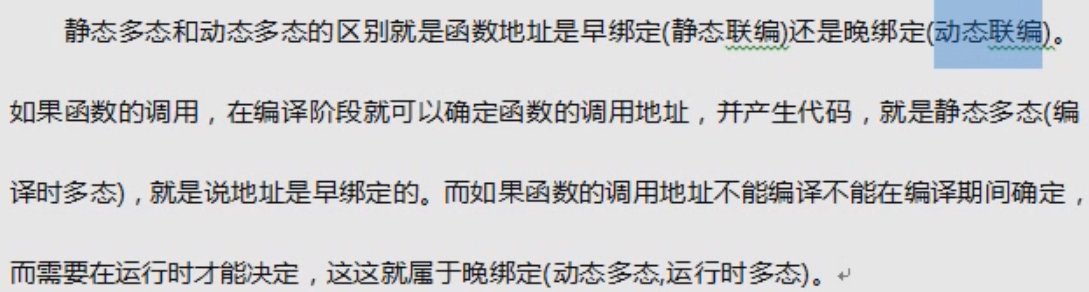 静态多态和动态多态的区别就是函数地址是早绑定(静态联编)还是晚绑定(动态联编)。
如果函数的调用，在编译阶段就可以确定函数的调用地址，并产生代码，就是静态多态(编
译时多态)，就是说地址是早绑定的。而如果函数的调用地址不能编译不能在编译期间确定，
而需要在运行时才能决定，这这就属于晚绑定(动态多态,运行时多态)。↵